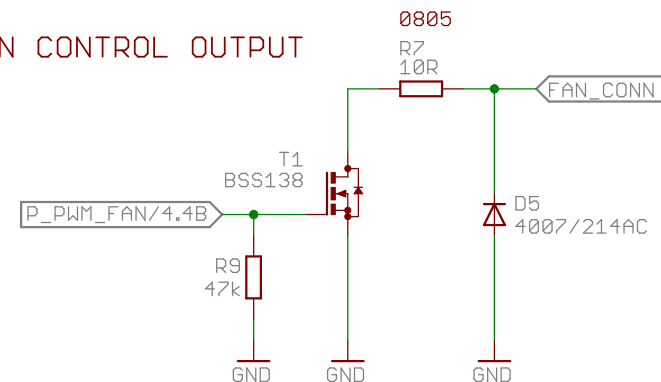 N CONTROL OUTPUT
0805
R7
10R
FAN_CONN
T1
BSS138
P_PWM_FAN/4.4B
D5
4007/214AC
R9
47k
GND
GND
GND